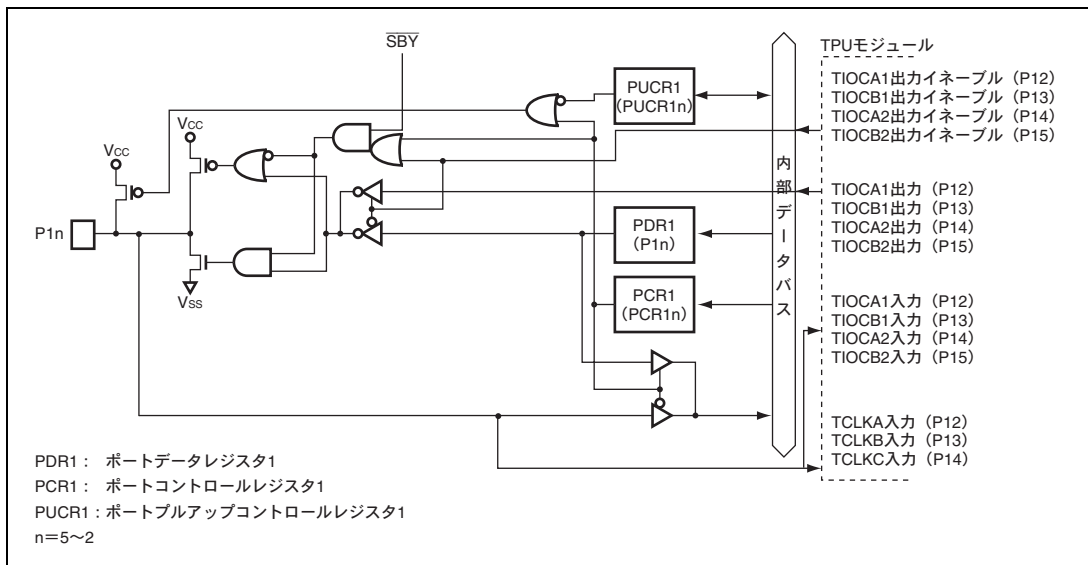 SBY
TPUモジュール
PUCR1
(PUCR1n)
TIOCA1出力イネーブル（P12）
TIOCB1出力イネーブル（P13）
TIOCA2出力イネーブル（P14）
TIOCB2出力イネーブル（P15）
VCC
VCC
内部データバス
P1n
TIOCA1出力（P12）
TIOCB1出力（P13）
TIOCA2出力（P14）
TIOCB2出力（P15）
PDR1
(P1n)
VSS
PCR1
(PCR1n)
TIOCA1入力（P12）
TIOCB1入力（P13）
TIOCA2入力（P14）
TIOCB2入力（P15）
TCLKA入力（P12）
TCLKB入力（P13）
TCLKC入力（P14）
PDR1： ポートデータレジスタ1
PCR1： ポートコントロールレジスタ1
PUCR1：ポートプルアップコントロールレジスタ1
n＝5〜2